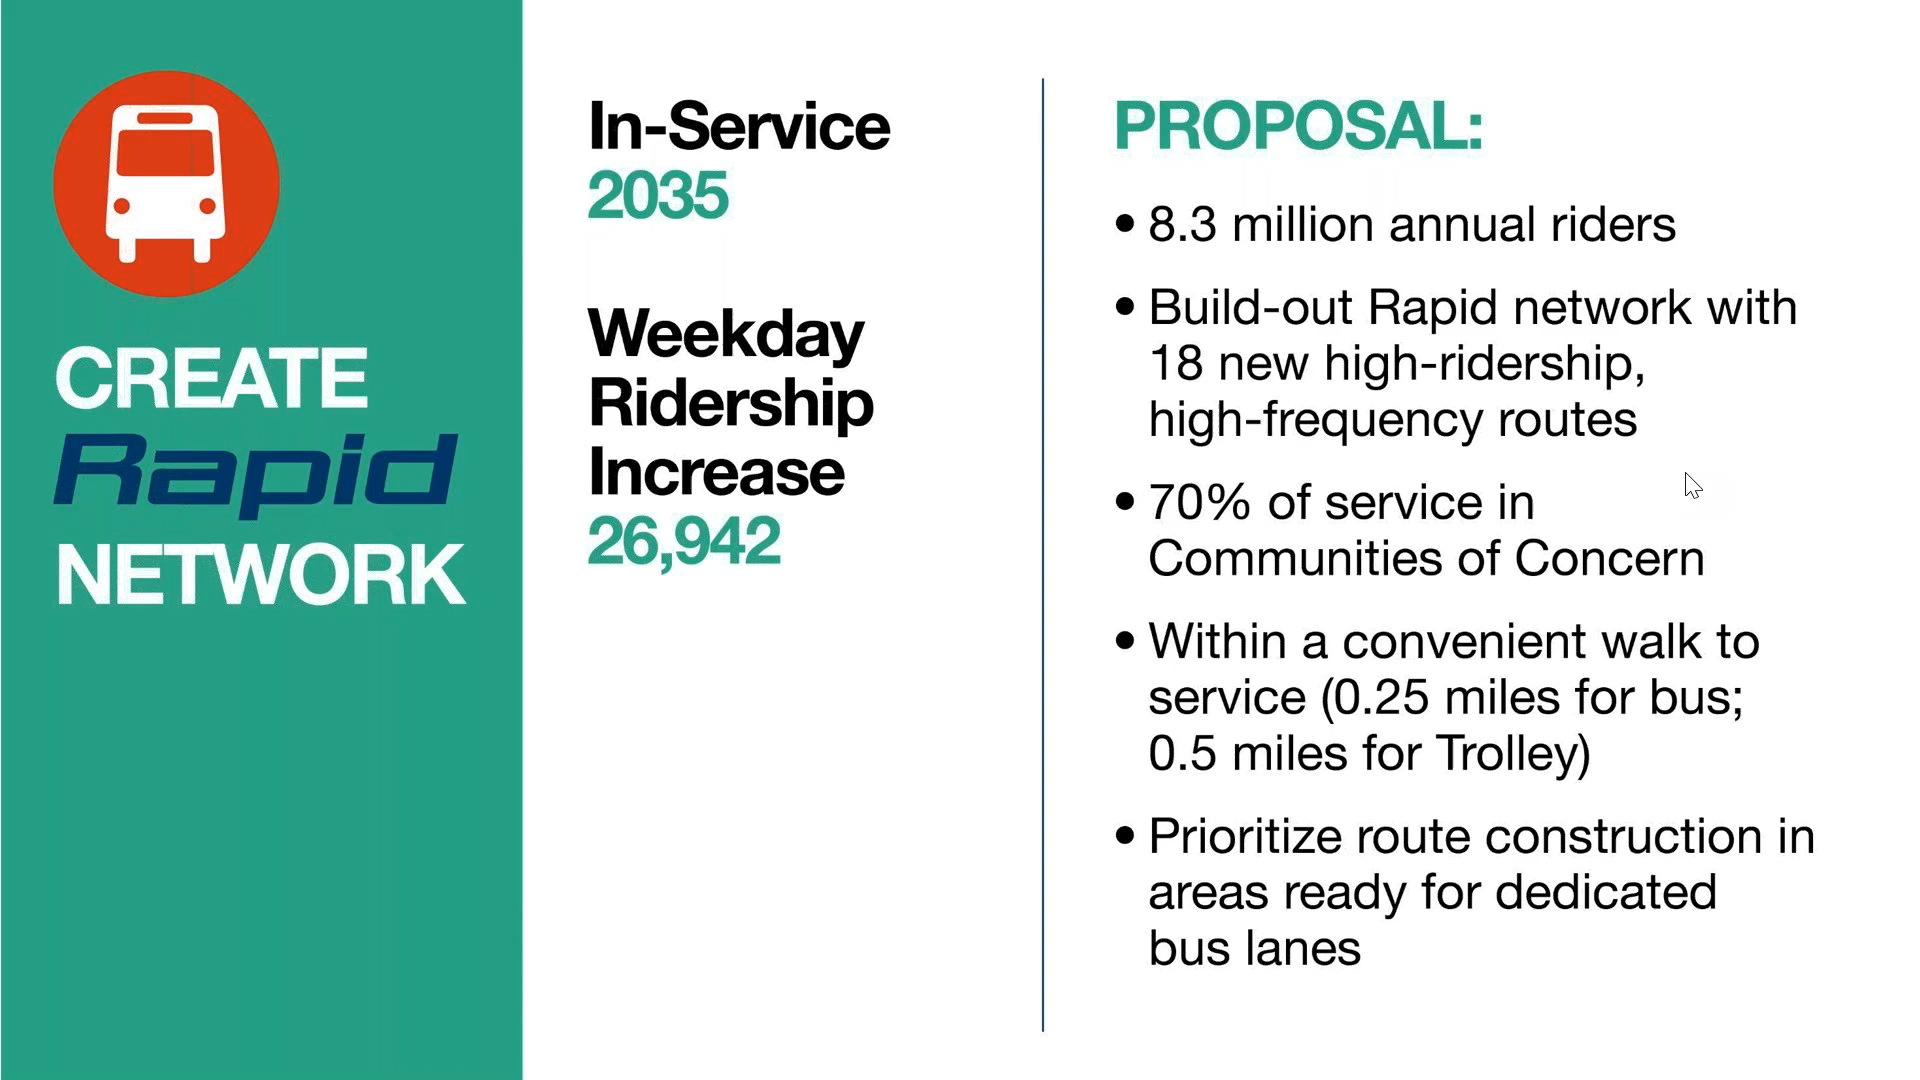 CREATE
Rapid
NETWORK
In-Service
2035
Weekday
Ridership
Increase
26,942
PROPOSAL:
• 8.3 million annual riders
• Build-out Rapid network with
18 new high-ridership,
high-frequency routes
• 70% of service in
Communities of Concern
• Within a convenient walk to
service (0.25 miles for bus;
0.5 miles for Trolley)
• Prioritize route construction in
areas ready for dedicated
bus lanes